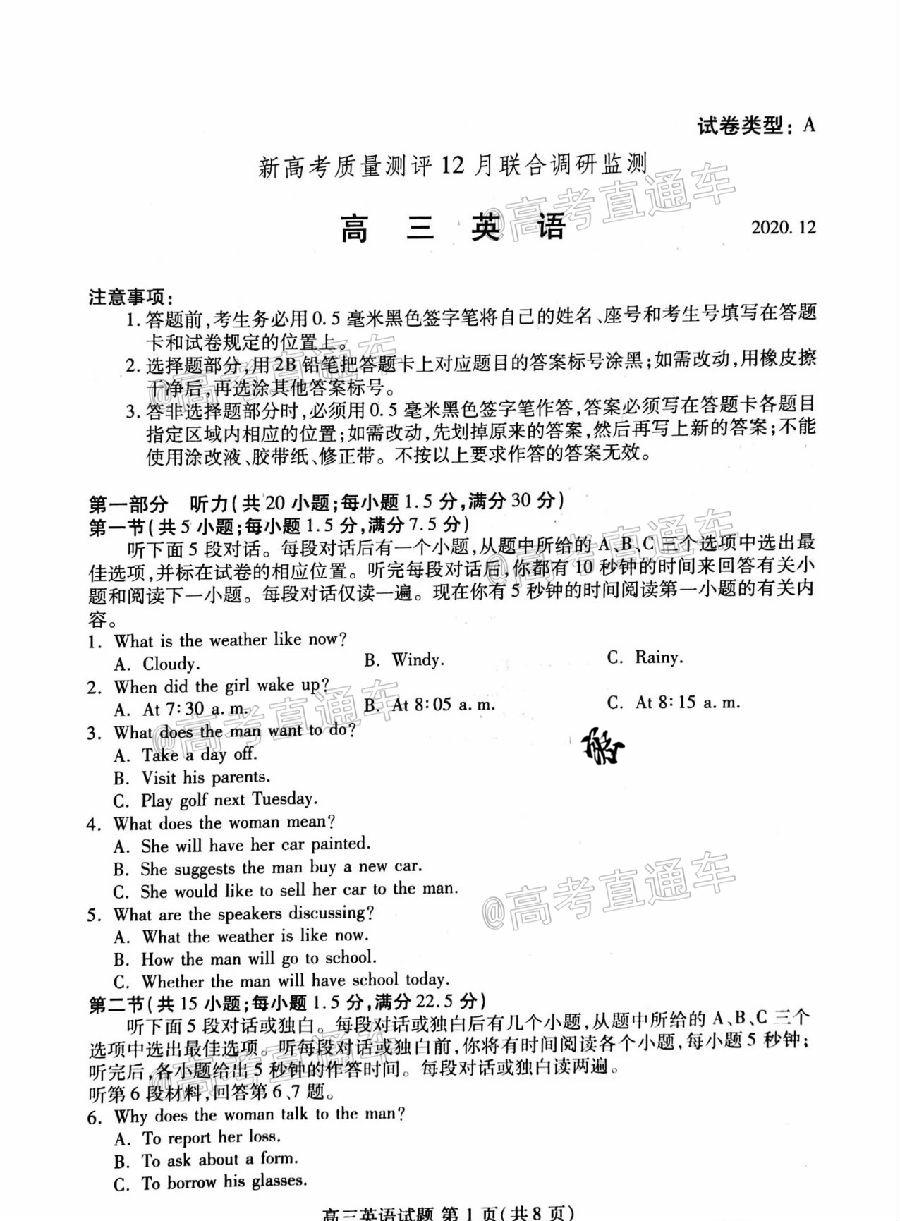 试卷类型：A
新高考质量测评12月联合调研监测
高三英语
2020.12
@高考直通车
注意事项：
1.答题前，考生务必用0.5毫米黑色签字笔将自己的姓名、座号和考生号填写在答题
卡和试卷规定的位置上。
2.选择题部分，用2B铅笔把答题卡上对应题目的答案标号涂黑；如需改动，用橡皮擦
干净后，再选涂其他答案标号。
@高考直通车
3.答非选择题部分时，必须用0.5毫米黑色签字笔作答，答案必须写在答题卡各题目
指定区域内相应的位置；如需改动，先划掉原来的答案，然后再写上新的答案；不能
使用涂改液、胶带纸、修正带。不按以上要求作答的答案无效。
第一部分 听力（共20小题；每小题1.5分，满分30分）
第一节（共5小题；每小题1.5分，满分7.5分）
听下面5段对话。每段对话后有一个小题，从题中所给的A、B、C三个选项中选出最
佳选项，并标在试卷的相应位置。听完每段对话后，你都有10秒钟的时间来回答有关小
题和阅读下一小题。每段对话仅读一遍。现在你有5秒钟的时间阅读第一小题的有关内
容。
@高考直通车
1. What is the weather like now?
A. Cloudy. B. Windy. C. Rainy.
2. When did the girl wake up?
A. At 7:30 a.m. B. At 8:05 a.m. C. At 8:15 a.m.
@高考直通车
3. What does the man want to do?
A. Take a day off.
B. Visit his parents.
C. Play golf next Tuesday.
4. What does the woman mean?
A. She will have her car painted.
B. She suggests the man buy a new car.
C. She would like to sell her car to the man.
@高考直通车
5. What are the speakers discussing?
A. What the weather is like now.
B. How the man will go to school.
C. Whether the man will have school today.
第二节（共15小题；每小题1.5分，满分22.5分）
听下面5段对话或独白。每段对话或独白后有几个小题，从题中所给的A、B、C三个
选项中选出最佳选项。听每段对话或独白前，你将有时间阅读各个小题，每小题5秒钟；
听完后，各小题给出5秒钟的作答时间。每段对话或独白读两遍。
@高考直通车
听第6段材料，回答第6、7题。
6. Why does the woman talk to the man?
A. To report her loss.
B. To ask about a form.
C. To borrow his glasses.
高三英语试题 第1页（共8页）